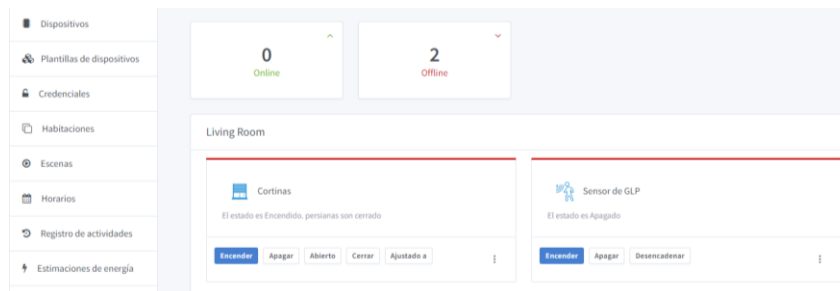 Dispositivos
Plantillas de dispositivos
Credenciales
Habitaciones
Escenas
Horarios
Registro de actividades
Estimaciones de energía
0
Online
2
Offline
Living Room
Cortinas
El estado es Encendido. persianas son cerrado
Encender Apagar Abierto Cerrar Ajustado a
Sensor de GLP
El estado es Apagado
Encender Apagar Desencadenar